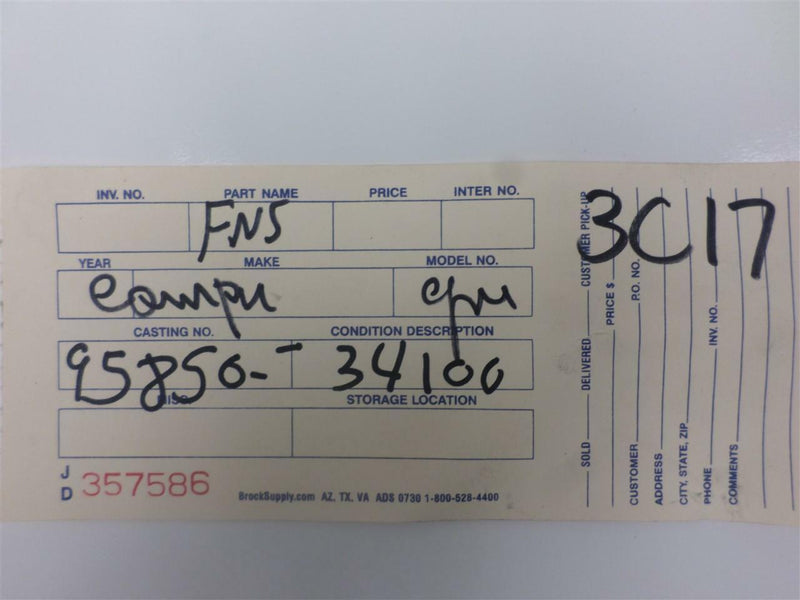 INV. NO. PART NAME PRICE INTER NO.
FNS
YEAR MAKE MODEL NO.
Compu cpu
CASTING NO. CONDITION DESCRIPTION
95850-- 34100
MISC. STORAGE LOCATION
J D 357586 BrockSupply.com AZ, TX, VA ADS 0730 1-800-528-4400
3C17
SOLD DELIVERED CUSTOMER PICK-UP
PRICE $
CUSTOMER P.O. NO.
ADDRESS
CITY, STATE, ZIP
PHONE INV. NO.
COMMENTS